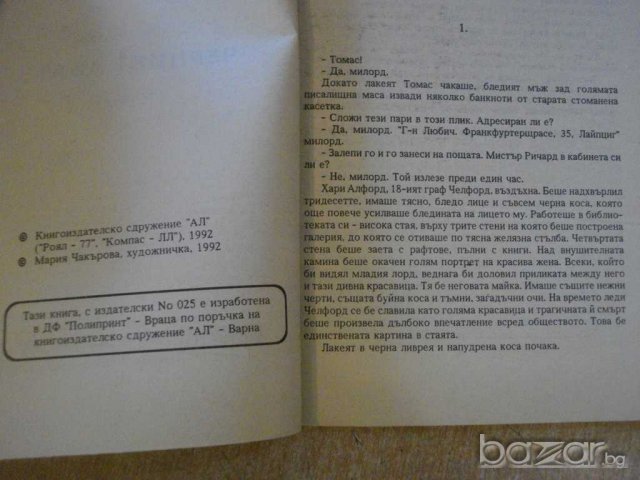 © Книгоиздателско сдружение "АЛ"
("Роял - 77", "Компас - ЛЛ"), 1992
© Мария Чакърова, художничка, 1992
Тази книга, с издателски No 025 е изработена
в ДФ "Полипринт" - Враца по поръчка на
книгоиздателско сдружение "АЛ" - Варна
1.
- Томас!
- Да, милорд.
Докато лакеят Томас чакаше, бледият мъж зад голямата
писалищна маса извади няколко банкноти от старата стоманена
касетка.
- Сложи тези пари в този плик. Адресиран ли е?
- Да, милорд. "Г-н Любич. Франкфуртерщрасе, 35, Лайпциг"
милорд.
- Залепи го и го занеси на пощата. Мистър Ричард в кабинета си
ли е?
- Не, милорд. Той излезе преди един час.
Хари Алфорд, 18-ият граф Челфорд, въздъхна. Беше надхвърлил
тридесетте, имаше тясно, бледо лице и съвсем черна коса, която
още повече усилваше бледината на лицето му. Работеше в библио-
теката си - висока стая, върху трите стени на която беше построена
галерия, до която се отиваше по тясна желязна стълба. Четвъртата
стена беше заета с рафтове, пълни с книги. Над внушителната
камина беше окачен голям портрет на красива жена. Всеки, който
би видял младия лорд, веднага би доловил приликата между него
и тази дивна красавица. Тя бе неговата майка. Имаше същите нежни
черти, същата буйна коса и тъмни, загадъчни очи. На времето леди
Челфорд се бе славила като голяма красавица и трагичната й смърт
беше произвела дълбоко впечатление всред обществото. Това бе
единствената картина в стаята.
Лакеят в черна ливрея и напудрена коса почака.
bazar.bg